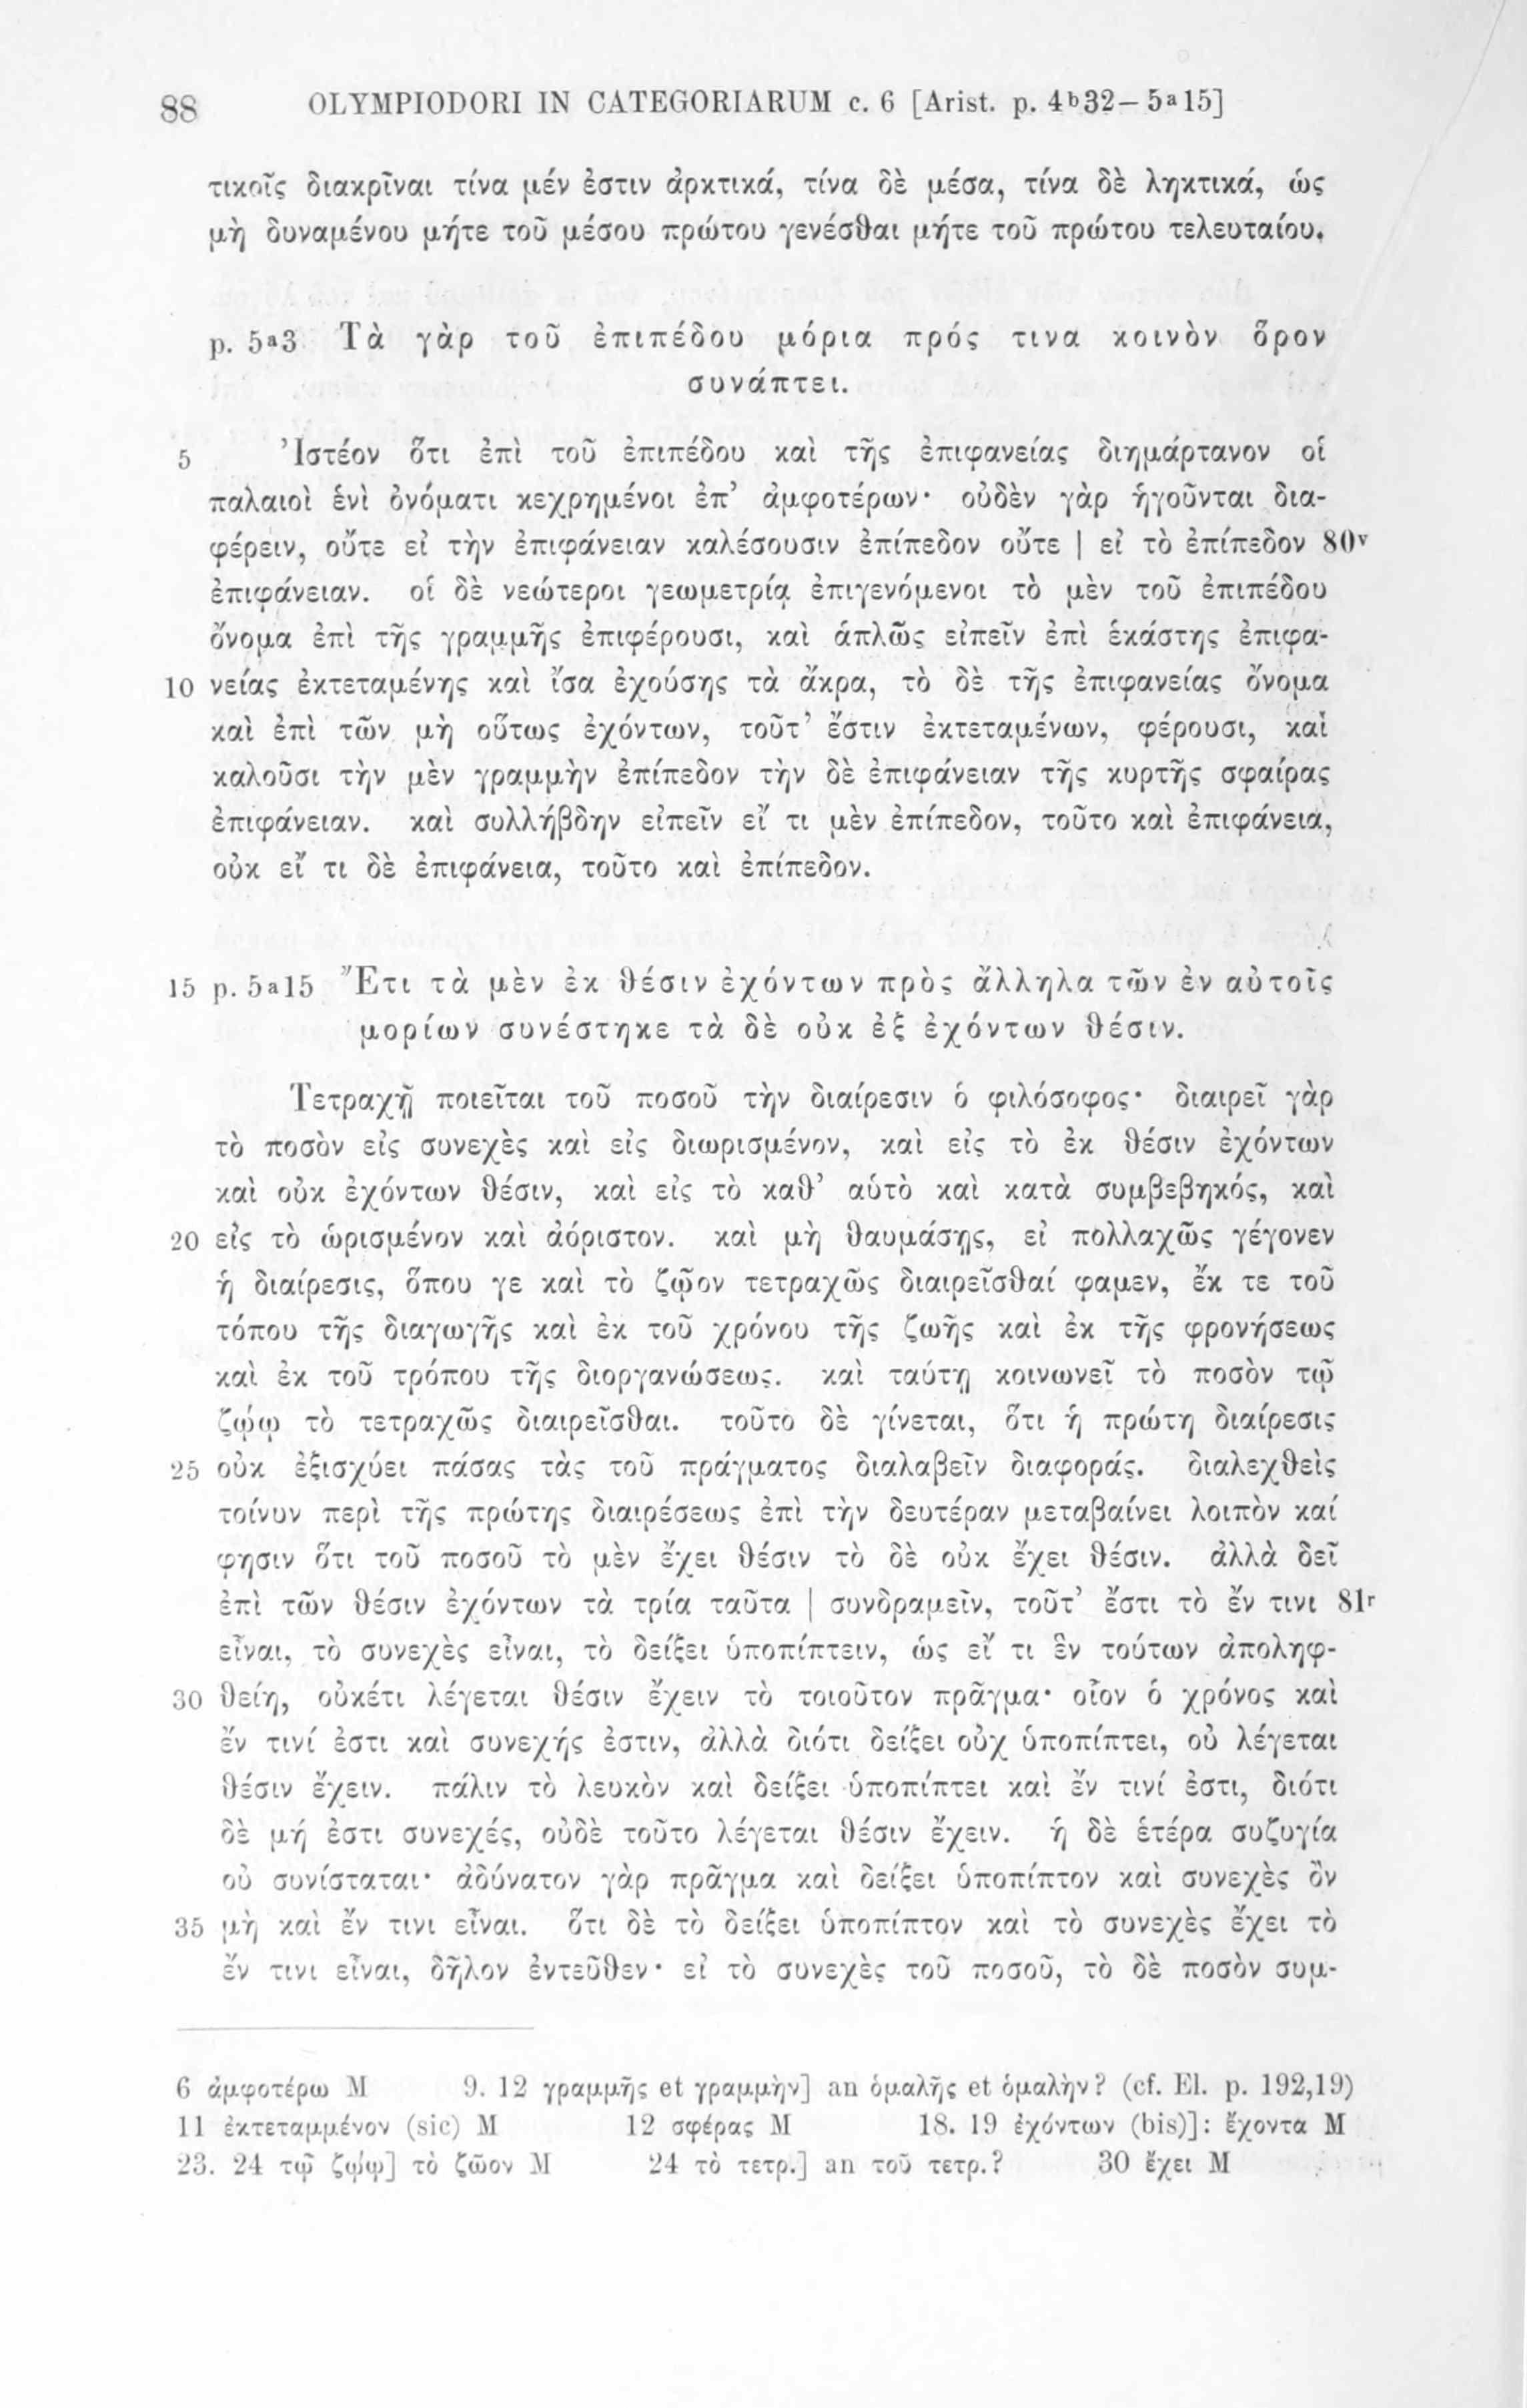 88 OLYMPIODORI IN CATEGORIARUM c. 6 [Arist. p. 4b32—5a15]
τικοῖς διακρῖναι τίνα μέν ἐστιν ἀρκτικά, τίνα δὲ μέσα, τίνα δὲ ληκτικά, ὡς
μὴ δυναμένου μήτε τοῦ μέσου πρώτου γενέσθαι μήτε τοῦ πρώτου τελευταίου.
p. 5a3 Τὰ γὰρ τοῦ ἐπιπέδου μόρια πρός τινα κοινὸν ὅρον
συνάπτει.
5 Ἰστέον ὅτι ἐπὶ τοῦ ἐπιπέδου καὶ τῆς ἐπιφανείας διημάρτανον οἱ
παλαιοὶ ἑνὶ ὀνόματι κεχρημένοι ἐπ’ ἀμφοτέρων· οὐδὲν γὰρ ἡγοῦνται δια-
φέρειν, οὔτε εἰ τὴν ἐπιφάνειαν καλέσουσιν ἐπίπεδον οὔτε | εἰ τὸ ἐπίπεδον 80v
ἐπιφάνειαν. οἱ δὲ νεώτεροι γεωμετρίᾳ ἐπιγενόμενοι τὸ μὲν τοῦ ἐπιπέδου
ὄνομα ἐπὶ τῆς γραμμῆς ἐπιφέρουσι, καὶ ἁπλῶς εἰπεῖν ἐπὶ ἑκάστης ἐπιφα-
10 νείας ἐκτεταμένης καὶ ἴσα ἐχούσης τὰ ἄκρα, τὸ δὲ τῆς ἐπιφανείας ὄνομα
καὶ ἐπὶ τῶν μὴ οὕτως ἐχόντων, τοῦτ’ ἔστιν ἐκτεταμένων, φέρουσι, καὶ
καλοῦσι τὴν μὲν γραμμὴν ἐπίπεδον τὴν δὲ ἐπιφάνειαν τῆς κυρτῆς σφαίρας
ἐπιφάνειαν. καὶ συλλήβδην εἰπεῖν εἴ τι μὲν ἐπίπεδον, τοῦτο καὶ ἐπιφάνεια,
οὐκ εἴ τι δὲ ἐπιφάνεια, τοῦτο καὶ ἐπίπεδον.
15 p. 5a15 Ἔτι τὰ μὲν ἐκ θέσιν ἐχόντων πρὸς ἄλληλα τῶν ἐν αὐτοῖς
μορίων συνέστηκε τὰ δὲ οὐκ ἐξ ἐχόντων θέσιν.
Τετραχῇ ποιεῖται τοῦ ποσοῦ τὴν διαίρεσιν ὁ φιλόσοφος· διαιρεῖ γὰρ
τὸ ποσὸν εἰς συνεχὲς καὶ εἰς διωρισμένον, καὶ εἰς τὸ ἐκ θέσιν ἐχόντων
καὶ οὐκ ἐχόντων θέσιν, καὶ εἰς τὸ καθ’ αὑτὸ καὶ κατὰ συμβεβηκός, καὶ
20 εἰς τὸ ὡρισμένον καὶ ἀόριστον. καὶ μὴ θαυμάσῃς, εἰ πολλαχῶς γέγονεν
ἡ διαίρεσις, ὅπου γε καὶ τὸ ζῷον τετραχῶς διαιρεῖσθαί φαμεν, ἔκ τε τοῦ
τόπου τῆς διαγωγῆς καὶ ἐκ τοῦ χρόνου τῆς ζωῆς καὶ ἐκ τῆς φρονήσεως
καὶ ἐκ τοῦ τρόπου τῆς διοργανώσεως. καὶ ταύτῃ κοινωνεῖ τὸ ποσὸν τῷ
ζῴῳ τὸ τετραχῶς διαιρεῖσθαι. τοῦτο δὲ γίνεται, ὅτι ἡ πρώτη διαίρεσις
25 οὐκ ἐξισχύει πάσας τὰς τοῦ πράγματος διαλαβεῖν διαφοράς. διαλεχθεὶς
τοίνυν περὶ τῆς πρώτης διαιρέσεως ἐπὶ τὴν δευτέραν μεταβαίνει λοιπὸν καί
φησιν ὅτι τοῦ ποσοῦ τὸ μὲν ἔχει θέσιν τὸ δὲ οὐκ ἔχει θέσιν. ἀλλὰ δεῖ
ἐπὶ τῶν θέσιν ἐχόντων τὰ τρία ταῦτα | συνδραμεῖν, τοῦτ’ ἔστι τὸ ἔν τινι 81r
εἶναι, τὸ συνεχὲς εἶναι, τὸ δείξει ὑποπίπτειν, ὡς εἴ τι ἓν τούτων ἀποληφ-
30 θείη, οὐκέτι λέγεται θέσιν ἔχειν τὸ τοιοῦτον πρᾶγμα· οἷον ὁ χρόνος καὶ
ἔν τινί ἐστι καὶ συνεχής ἐστιν, ἀλλὰ διότι δείξει οὐχ ὑποπίπτει, οὐ λέγεται
θέσιν ἔχειν. πάλιν τὸ λευκὸν καὶ δείξει ὑποπίπτει καὶ ἔν τινί ἐστι, διότι
δὲ μή ἐστι συνεχές, οὐδὲ τοῦτο λέγεται θέσιν ἔχειν. ἡ δὲ ἑτέρα συζυγία
οὐ συνίσταται· ἀδύνατον γὰρ πρᾶγμα καὶ δείξει ὑποπίπτον καὶ συνεχὲς ὂν
35 μὴ καὶ ἔν τινι εἶναι. ὅτι δὲ τὸ δείξει ὑποπίπτον καὶ τὸ συνεχὲς ἔχει τὸ
ἔν τινι εἶναι, δῆλον ἐντεῦθεν· εἰ τὸ συνεχὲς τοῦ ποσοῦ, τὸ δὲ ποσὸν συμ-
6 ἀμφοτέρω M 9. 12 γραμμῆς et γραμμὴν] an ὁμαλῆς et ὁμαλὴν? (cf. El. p. 192,19)
11 ἐκτεταμμένον (sic) M 12 σφέρας M 18. 19 ἐχόντων (bis)]: ἔχοντα M
23. 24 τῷ ζῴῳ] τὸ ζῶον M 24 τὸ τετρ.] an τοῦ τετρ.? 30 ἔχει M